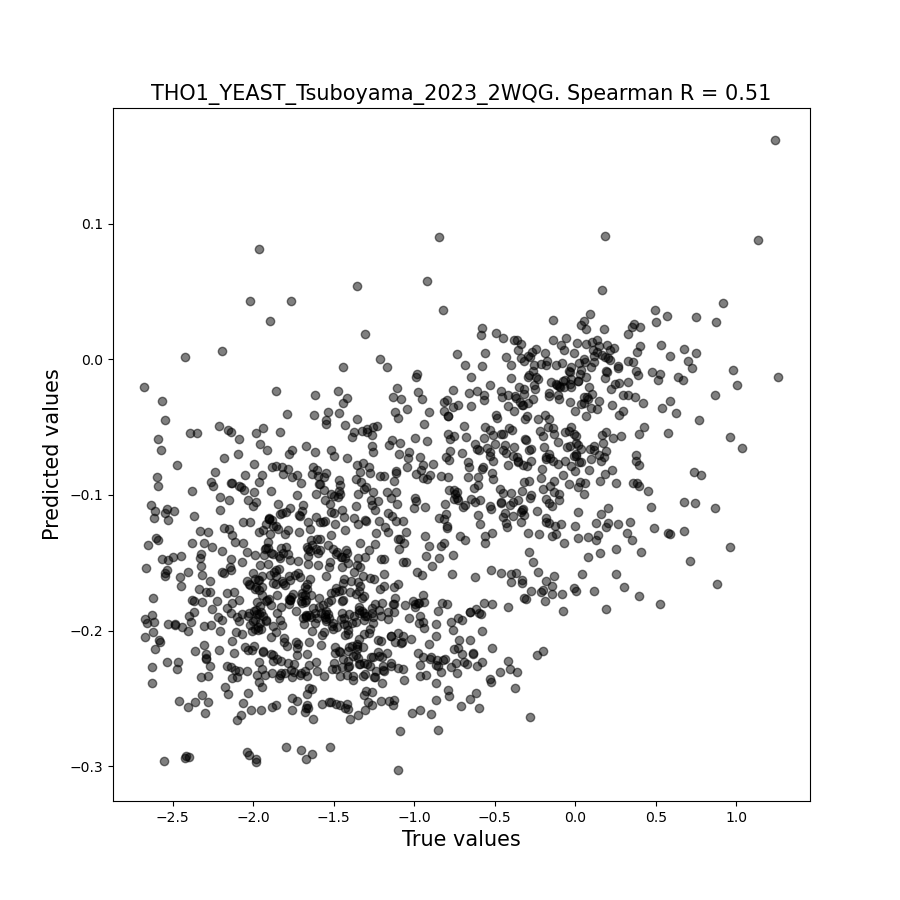 THO1_YEAST_Tsuboyama_2023_2WQG. Spearman R = 0.51
Predicted values
0.1
0.0
−0.1
−0.2
−0.3
−2.5 −2.0 −1.5 −1.0 −0.5 0.0 0.5 1.0
True values